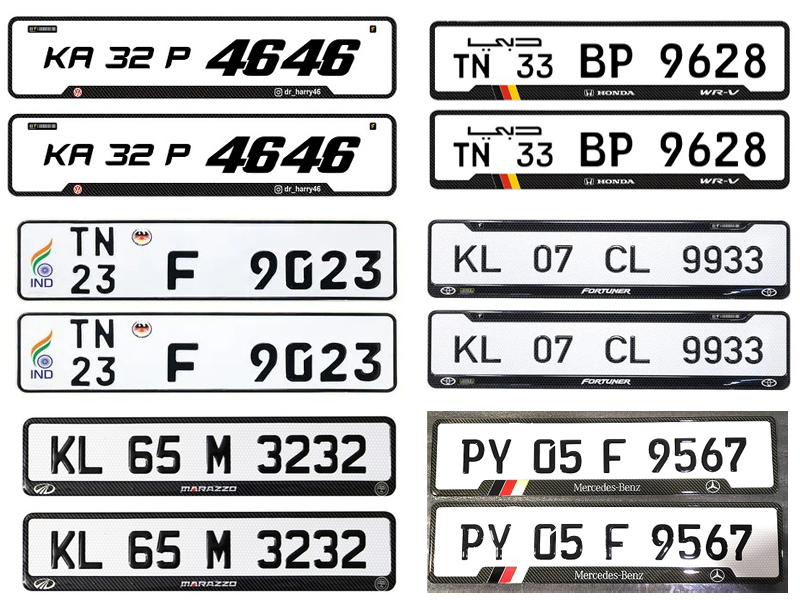 KA 32 P 4646
dr_harry46
KA 32 P 4646
dr_harry46
IND
TN 33 BP 9628
HONDA WR-V
IND
TN 33 BP 9628
HONDA WR-V
TN
23 F 9023
IND
TN
23 F 9023
IND
KL 07 CL 9933
FORTUNER
KL 07 CL 9933
FORTUNER
KL 65 M 3232
MARAZZO
KL 65 M 3232
MARAZZO
PY 05 F 9567
Mercedes-Benz
PY 05 F 9567
Mercedes-Benz